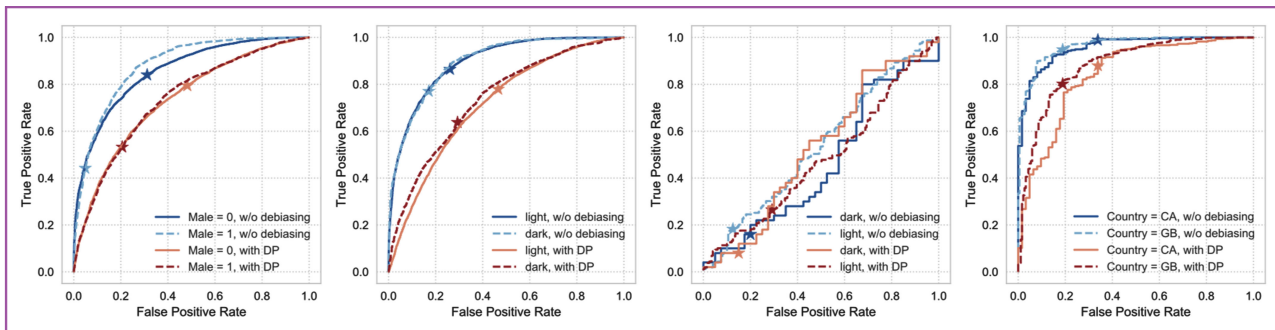 1.0
0.8
0.6
0.4
0.2
0.0
True Positive Rate
Male = 0, w/o debiasing
Male = 1, w/o debiasing
Male = 0, with DP
Male = 1, with DP
0.0 0.2 0.4 0.6 0.8 1.0
False Positive Rate
1.0
0.8
0.6
0.4
0.2
0.0
True Positive Rate
light, w/o debiasing
dark, w/o debiasing
light, with DP
dark, with DP
0.0 0.2 0.4 0.6 0.8 1.0
False Positive Rate
1.0
0.8
0.6
0.4
0.2
0.0
True Positive Rate
dark, w/o debiasing
light, w/o debiasing
dark, with DP
light, with DP
0.0 0.2 0.4 0.6 0.8 1.0
False Positive Rate
1.0
0.8
0.6
0.4
0.2
0.0
True Positive Rate
Country = CA, w/o debiasing
Country = GB, w/o debiasing
Country = CA, with DP
Country = GB, with DP
0.0 0.2 0.4 0.6 0.8 1.0
False Positive Rate